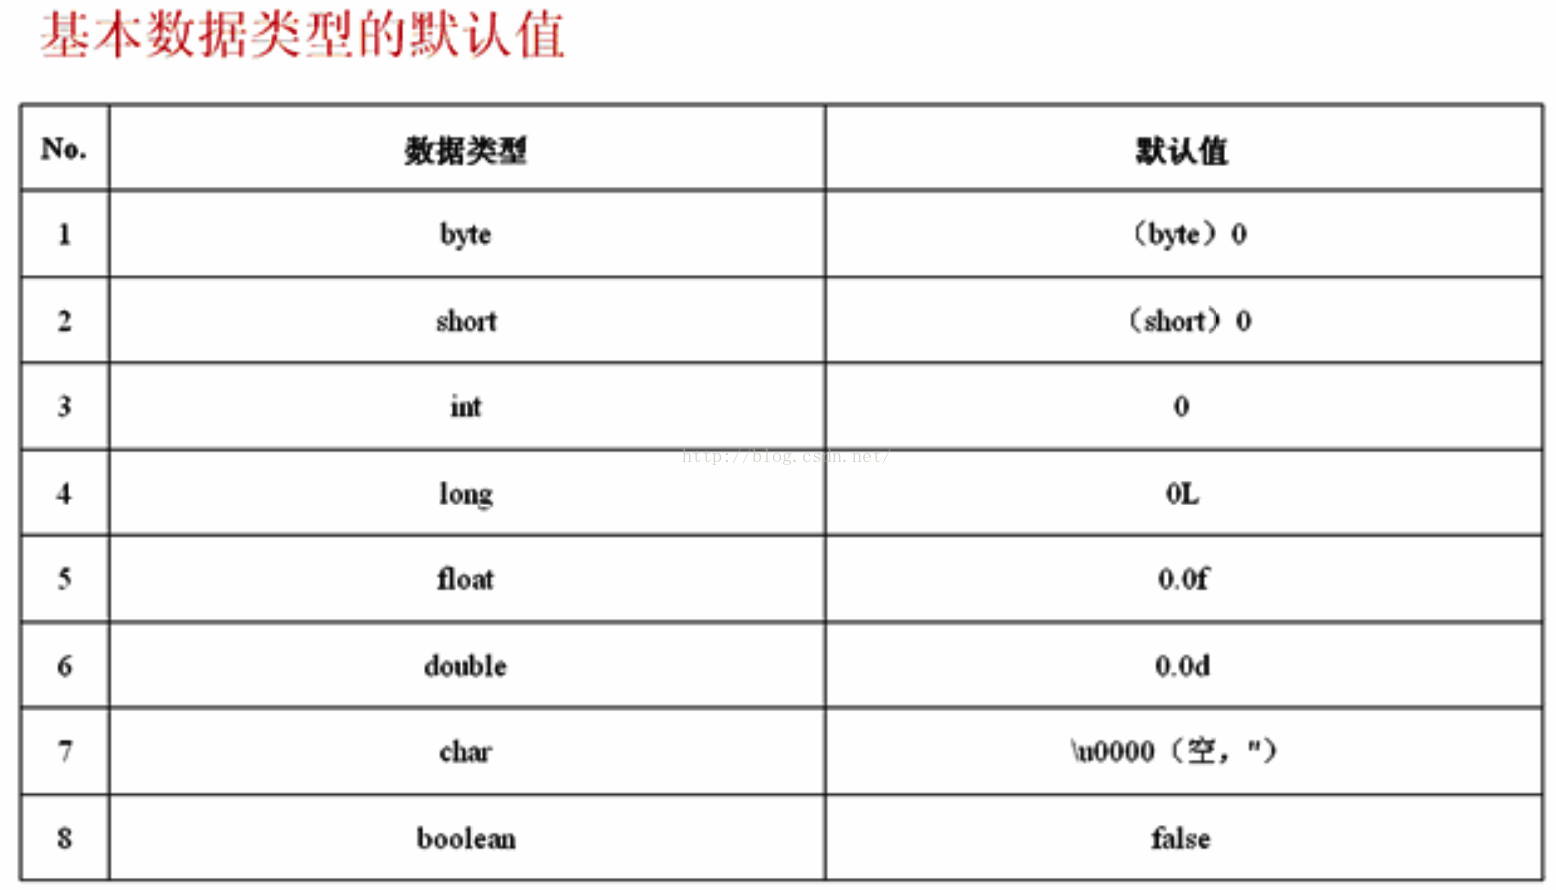 基本数据类型的默认值
No. 数据类型 默认值
1 byte （byte）0
2 short （short）0
3 int 0
http://blog.csdn.net/
4 long 0L
5 float 0.0f
6 double 0.0d
7 char \u0000（空，''）
8 boolean false